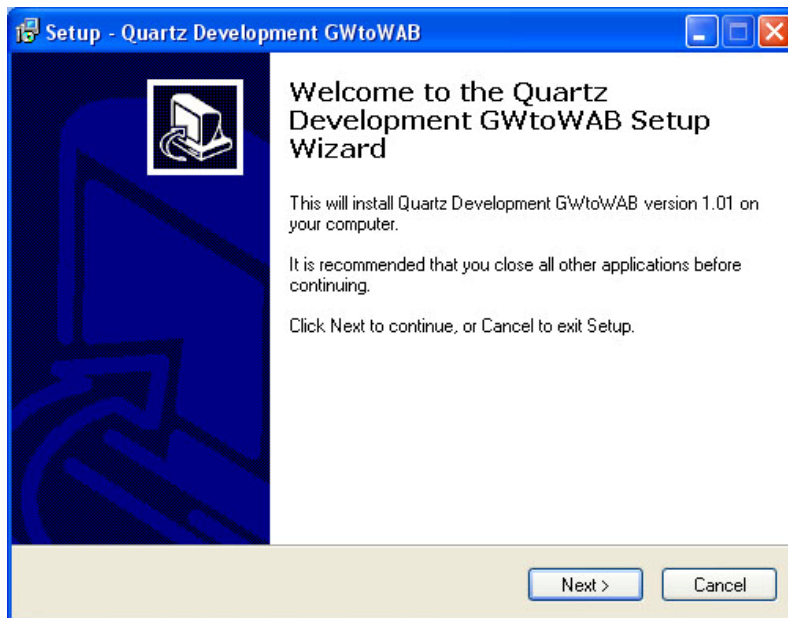 Setup - Quartz Development GWtoWAB
Welcome to the Quartz
Development GWtoWAB Setup
Wizard
This will install Quartz Development GWtoWAB version 1.01 on
your computer.
It is recommended that you close all other applications before
continuing.
Click Next to continue, or Cancel to exit Setup.
Next >
Cancel